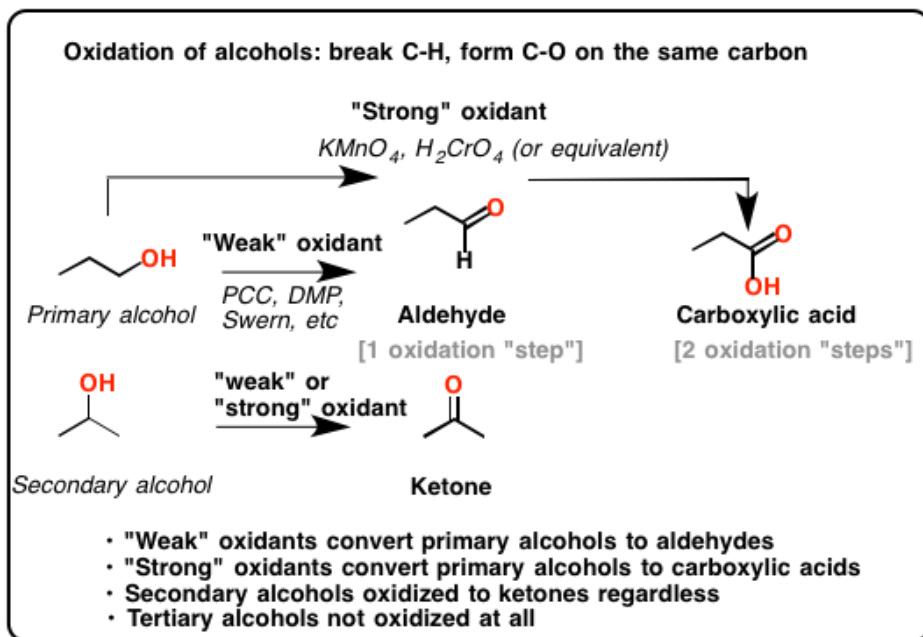 Oxidation of alcohols: break C-H, form C-O on the same carbon
"Strong" oxidant
KMnO₄, H₂CrO₄ (or equivalent)
O
"Weak" oxidant
OH
H
O
OH
PCC, DMP,
Swern, etc
Primary alcohol
Aldehyde
Carboxylic acid
[1 oxidation "step"]
[2 oxidation "steps"]
OH
"weak" or
"strong" oxidant
O
Secondary alcohol
Ketone
· "Weak" oxidants convert primary alcohols to aldehydes
· "Strong" oxidants convert primary alcohols to carboxylic acids
· Secondary alcohols oxidized to ketones regardless
· Tertiary alcohols not oxidized at all